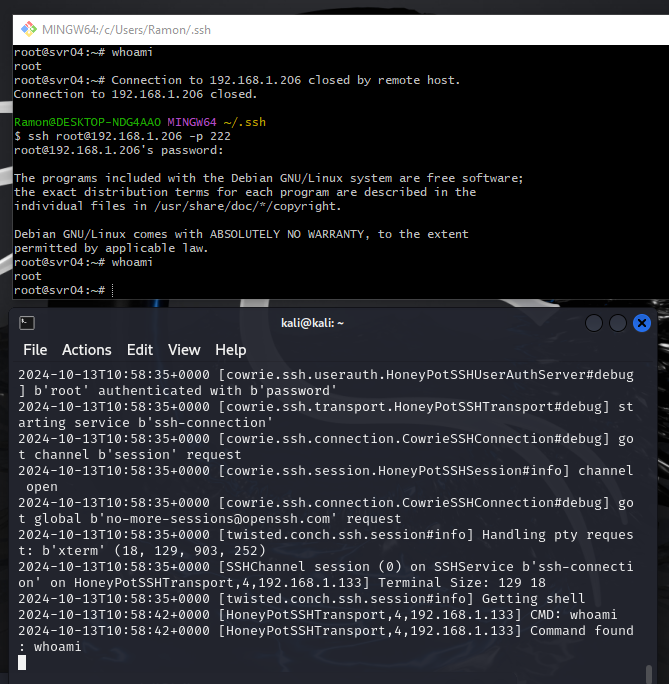 MINGW64:/c/Users/Ramon/.ssh
root@svr04:~# whoami
root
root@svr04:~# Connection to 192.168.1.206 closed by remote host.
Connection to 192.168.1.206 closed.
Ramon@DESKTOP-NDG4AAO MINGW64 ~/.ssh
$ ssh root@192.168.1.206 -p 222
root@192.168.1.206's password:
The programs included with the Debian GNU/Linux system are free software;
the exact distribution terms for each program are described in the
individual files in /usr/share/doc/*/copyright.
Debian GNU/Linux comes with ABSOLUTELY NO WARRANTY, to the extent
permitted by applicable law.
root@svr04:~# whoami
root
root@svr04:~#
kali@kali: ~
File Actions Edit View Help
2024-10-13T10:58:35+0000 [cowrie.ssh.userauth.HoneyPotSSHUserAuthServer#debug
] b'root' authenticated with b'password'
2024-10-13T10:58:35+0000 [cowrie.ssh.transport.HoneyPotSSHTransport#debug] st
arting service b'ssh-connection'
2024-10-13T10:58:35+0000 [cowrie.ssh.connection.CowrieSSHConnection#debug] go
t channel b'session' request
2024-10-13T10:58:35+0000 [cowrie.ssh.session.HoneyPotSSHSession#info] channel
open
2024-10-13T10:58:35+0000 [cowrie.ssh.connection.CowrieSSHConnection#debug] go
t global b'no-more-sessions@openssh.com' request
2024-10-13T10:58:35+0000 [twisted.conch.ssh.session#info] Handling pty reques
t: b'xterm' (18, 129, 903, 252)
2024-10-13T10:58:35+0000 [SSHChannel session (0) on SSHService b'ssh-connecti
on' on HoneyPotSSHTransport,4,192.168.1.133] Terminal Size: 129 18
2024-10-13T10:58:35+0000 [twisted.conch.ssh.session#info] Getting shell
2024-10-13T10:58:42+0000 [HoneyPotSSHTransport,4,192.168.1.133] CMD: whoami
2024-10-13T10:58:42+0000 [HoneyPotSSHTransport,4,192.168.1.133] Command found
: whoami